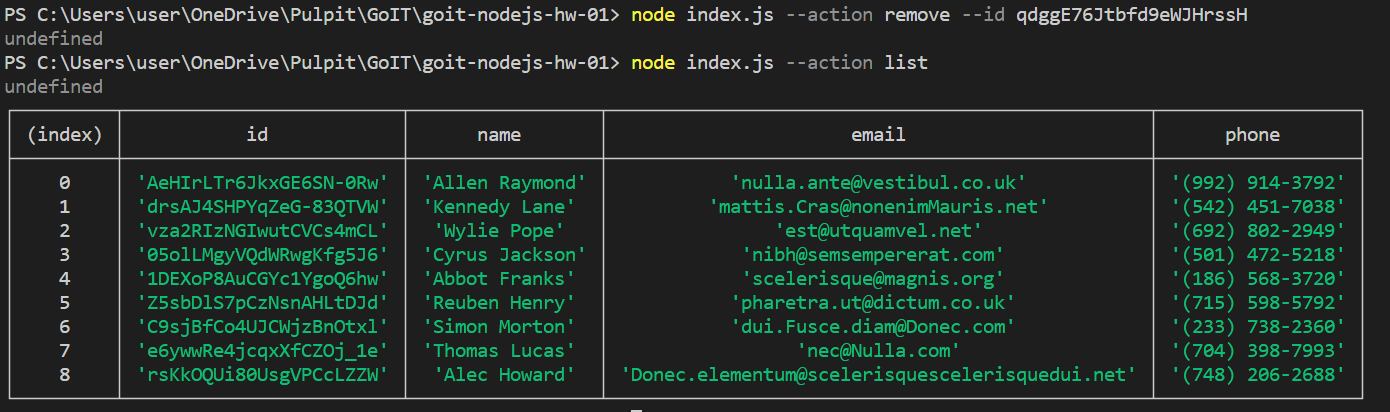 PS C:\Users\user\OneDrive\Pulpit\GoIT\goit-nodejs-hw-01> node index.js --action remove --id qdggE76Jtbfd9eWJHrssH
undefined
PS C:\Users\user\OneDrive\Pulpit\GoIT\goit-nodejs-hw-01> node index.js --action list
undefined
(index) id name email phone
0 'AeHIrLTr6JkxGE6SN-0Rw' 'Allen Raymond' 'nulla.ante@vestibul.co.uk' '(992) 914-3792'
1 'drsAJ4SHPYqZeG-83QTVW' 'Kennedy Lane' 'mattis.Cras@nonenimMauris.net' '(542) 451-7038'
2 'vza2RIzNGIwutCVCs4mCL' 'Wylie Pope' 'est@utquamvel.net' '(692) 802-2949'
3 '05olLMgyVQdWRwgKfg5J6' 'Cyrus Jackson' 'nibh@semsempererat.com' '(501) 472-5218'
4 '1DEXoP8AuCGYc1YgoQ6hw' 'Abbot Franks' 'scelerisque@magnis.org' '(186) 568-3720'
5 'Z5sbDlS7pCzNsnAHLtDJd' 'Reuben Henry' 'pharetra.ut@dictum.co.uk' '(715) 598-5792'
6 'C9sjBfCo4UJCWjzBnOtxl' 'Simon Morton' 'dui.Fusce.diam@Donec.com' '(233) 738-2360'
7 'e6ywwRe4jcqxXfCZOj_1e' 'Thomas Lucas' 'nec@Nulla.com' '(704) 398-7993'
8 'rsKkOQUi80UsgVPCcLZZW' 'Alec Howard' 'Donec.elementum@scelerisquescelerisquedui.net' '(748) 206-2688'